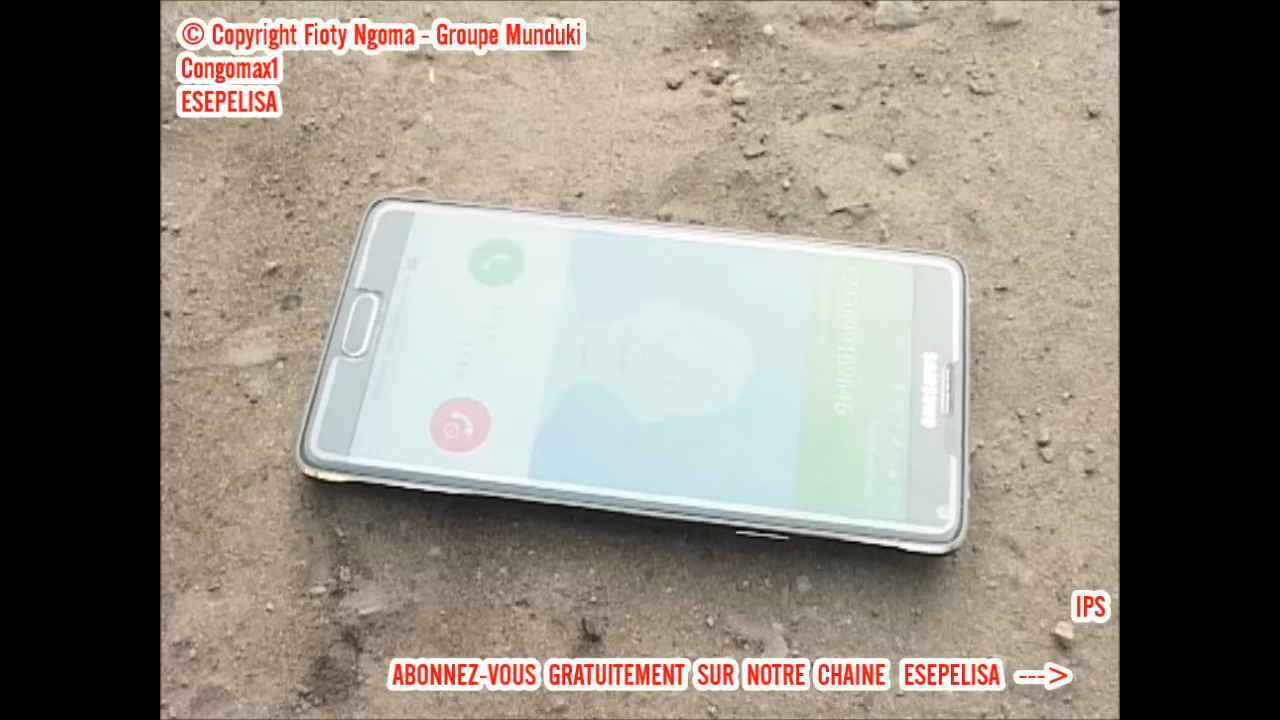 © Copyright Fioty Ngoma - Groupe Munduki
Congomax1
ESEPELISA
SAMSUNG
IPS
ABONNEZ-VOUS GRATUITEMENT SUR NOTRE CHAINE ESEPELISA --->